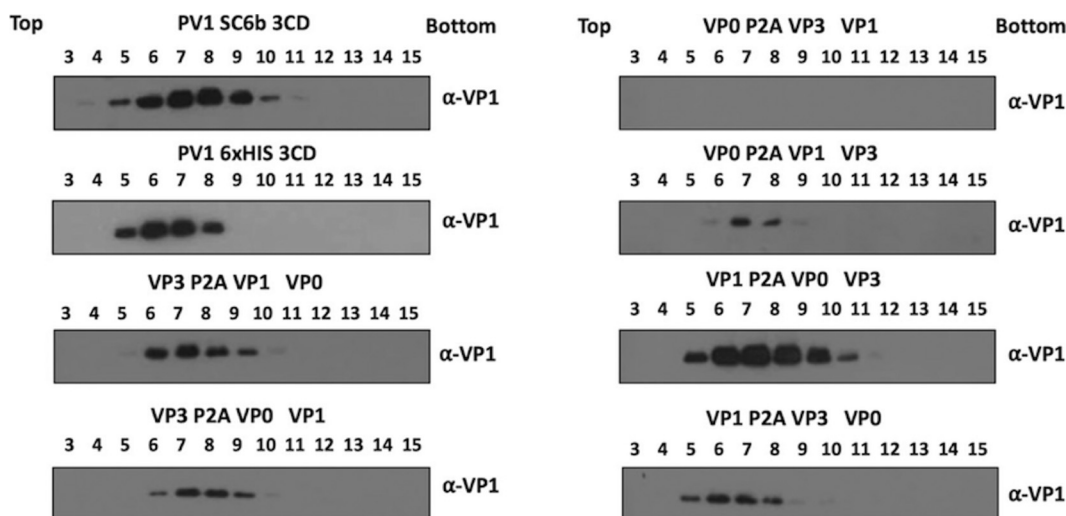 Top PV1 SC6b 3CD Bottom
3 4 5 6 7 8 9 10 11 12 13 14 15
α-VP1
PV1 6xHIS 3CD
3 4 5 6 7 8 9 10 11 12 13 14 15
α-VP1
VP3 P2A VP1 VP0
3 4 5 6 7 8 9 10 11 12 13 14 15
α-VP1
VP3 P2A VP0 VP1
3 4 5 6 7 8 9 10 11 12 13 14 15
α-VP1
Top VP0 P2A VP3 VP1 Bottom
3 4 5 6 7 8 9 10 11 12 13 14 15
α-VP1
VP0 P2A VP1 VP3
3 4 5 6 7 8 9 10 11 12 13 14 15
α-VP1
VP1 P2A VP0 VP3
3 4 5 6 7 8 9 10 11 12 13 14 15
α-VP1
VP1 P2A VP3 VP0
3 4 5 6 7 8 9 10 11 12 13 14 15
α-VP1